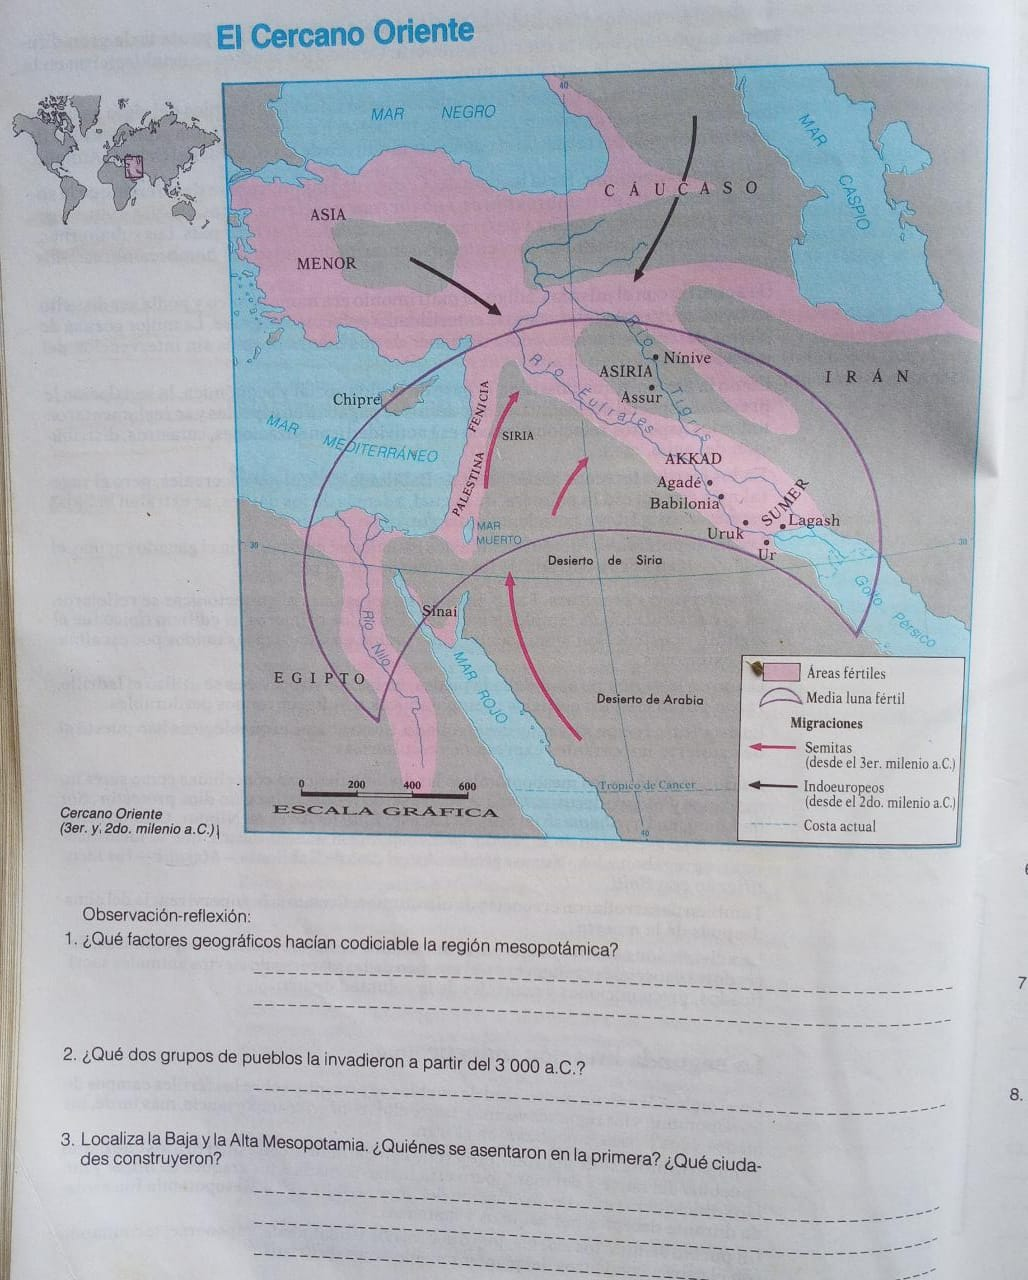 El Cercano Oriente
MAR NEGRO
40
MAR CASPIO
CÁUCASO
ASIA
MENOR
Río Tigris
Nínive
ASIRIA
Assur
IRÁN
Río Éufrates
Chipre
FENICIA
SIRIA
MAR MEDITERRÁNEO
PALESTINA
AKKAD
Agadé
Babilonia
SUMER
Lagash
Uruk
Ur
MAR
MUERTO
30
30
Desierto de Siria
Golfo Pérsico
Sinaí
Río Nilo
EGIPTO
MAR ROJO
Desierto de Arabia
Áreas fértiles
Media luna fértil
Migraciones
Semitas
(desde el 3er. milenio a.C.)
Indoeuropeos
(desde el 2do. milenio a.C.)
Costa actual
Trópico de Cáncer
0 200 400 600
ESCALA GRÁFICA
40
Cercano Oriente
(3er. y 2do. milenio a.C.)
Observación-reflexión:
1. ¿Qué factores geográficos hacían codiciable la región mesopotámica?
7
2. ¿Qué dos grupos de pueblos la invadieron a partir del 3 000 a.C.?
8.
3. Localiza la Baja y la Alta Mesopotamia. ¿Quiénes se asentaron en la primera? ¿Qué ciuda-
des construyeron?